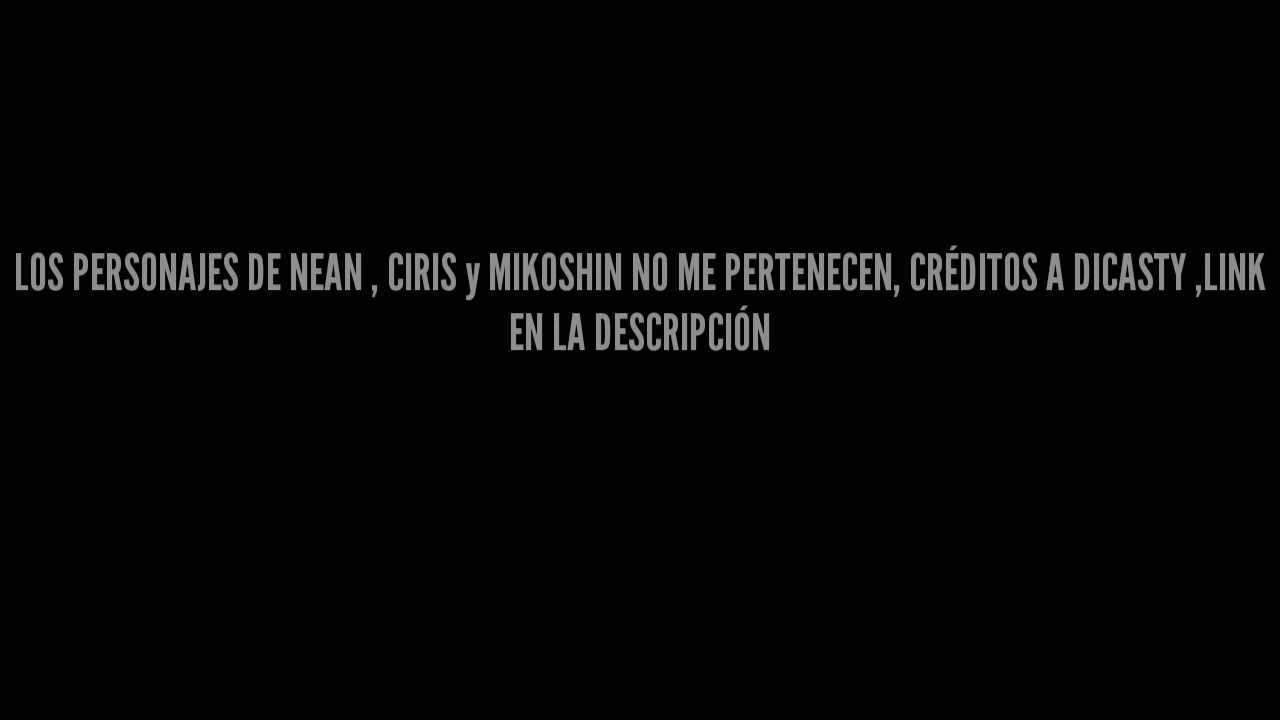 LOS PERSONAJES DE NEAN , CIRIS y MIKOSHIN NO ME PERTENECEN, CRÉDITOS A DICASTY ,LINK
EN LA DESCRIPCIÓN